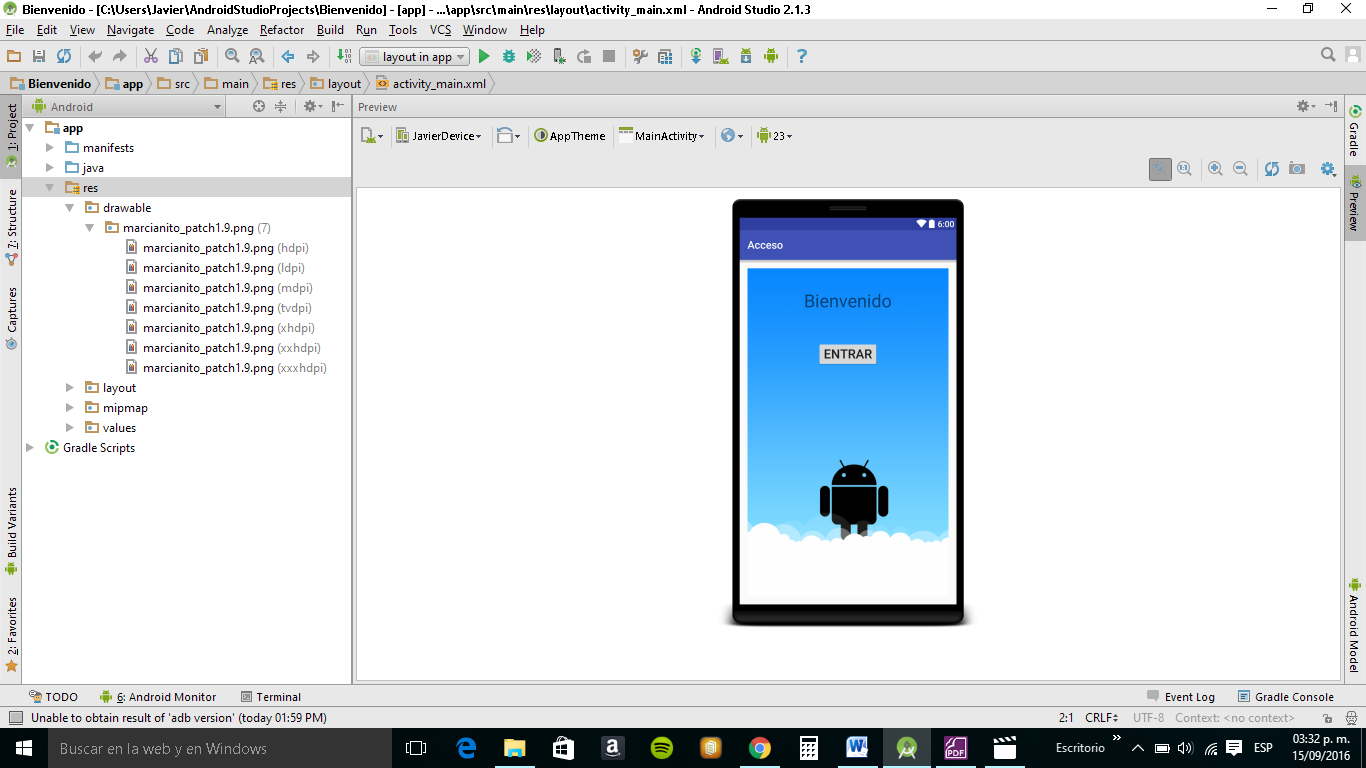 Bienvenido - [C:\Users\Javier\AndroidStudioProjects\Bienvenido] - [app] - ...\app\src\main\res\layout\activity_main.xml - Android Studio 2.1.3
File Edit View Navigate Code Analyze Refactor Build Run Tools VCS Window Help
layout in app
Bienvenido app src main res layout activity_main.xml
Android
Preview
1: Project
7: Structure
Captures
Build Variants
2: Favorites
app
manifests
java
res
drawable
marcianito_patch1.9.png (7)
marcianito_patch1.9.png (hdpi)
marcianito_patch1.9.png (ldpi)
marcianito_patch1.9.png (mdpi)
marcianito_patch1.9.png (tvdpi)
marcianito_patch1.9.png (xhdpi)
marcianito_patch1.9.png (xxhdpi)
marcianito_patch1.9.png (xxxhdpi)
layout
mipmap
values
Gradle Scripts
JavierDevice AppTheme MainActivity 23
1:1
6:00
Acceso
Bienvenido
ENTRAR
Gradle
Preview
Android Model
TODO 6: Android Monitor Terminal Event Log Gradle Console
Unable to obtain result of 'adb version' (today 01:59 PM) 2:1 CRLF UTF-8 Context: <no context>
Buscar en la web y en Windows
PDF
Escritorio ESP
03:32 p. m.
15/09/2016